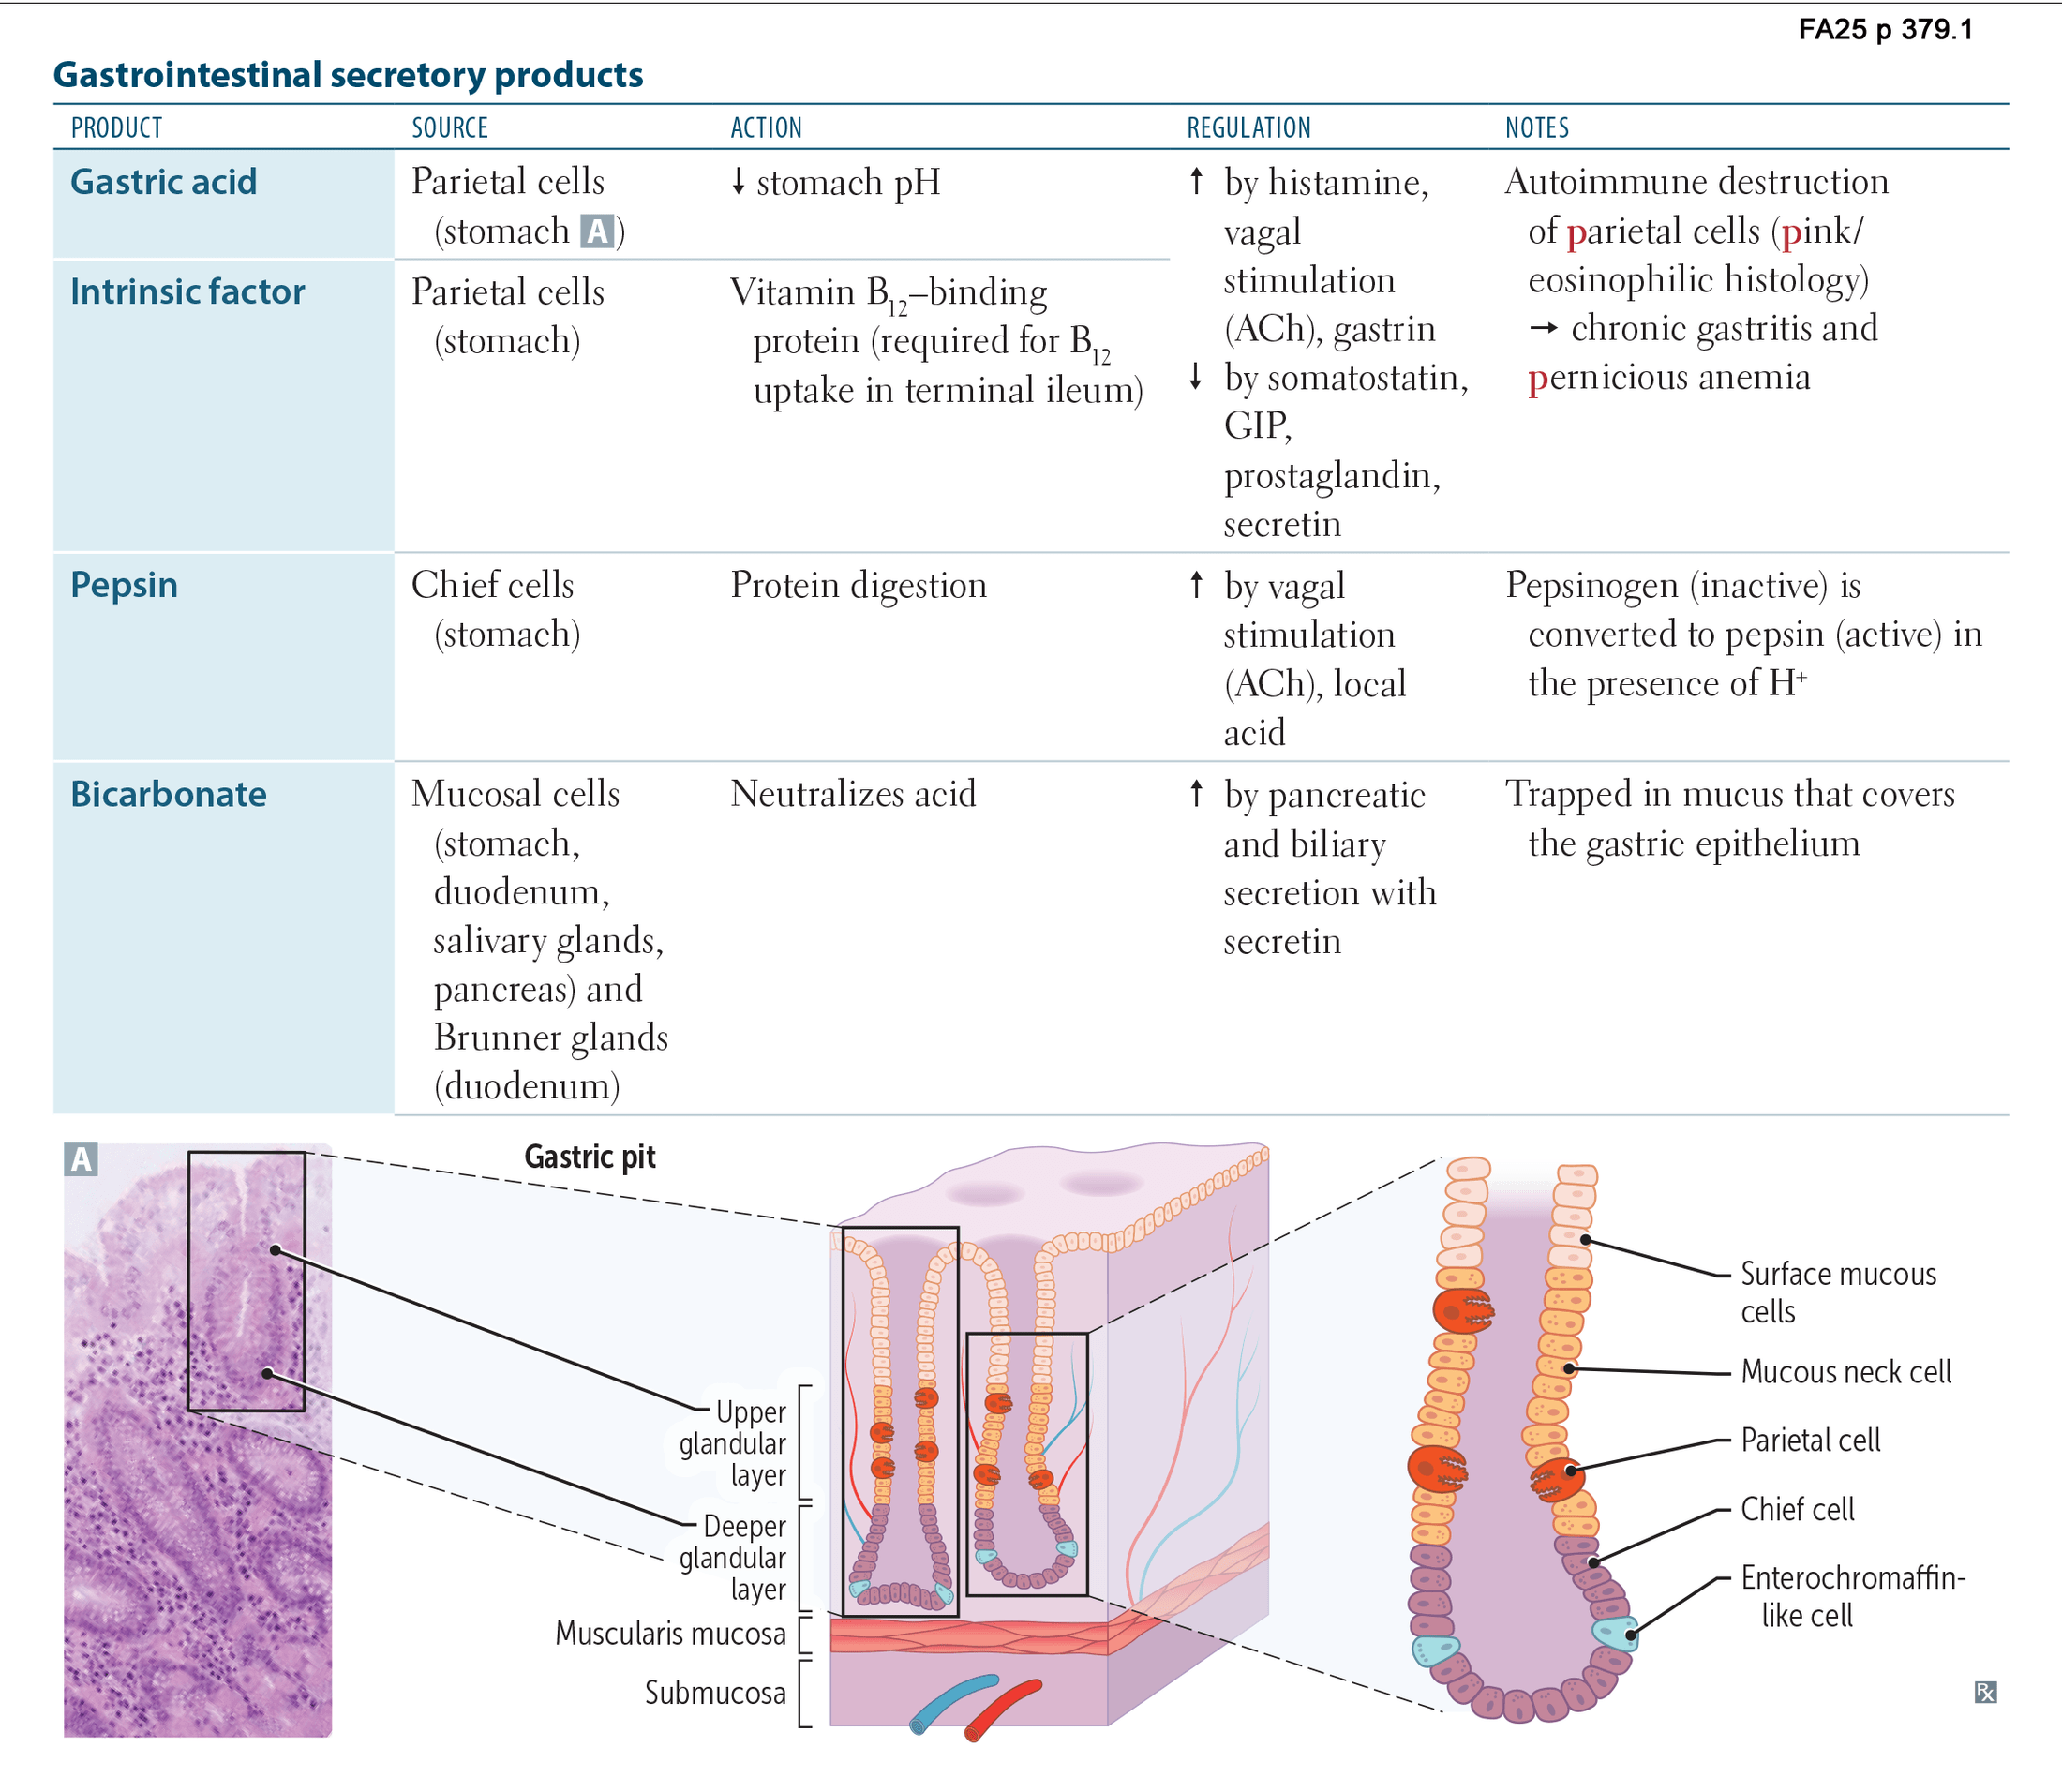 FA25 p 379.1
Gastrointestinal secretory products
PRODUCT SOURCE ACTION REGULATION NOTES
Gastric acid
Parietal cells
(stomach A)
↓ stomach pH
↑ by histamine,
vagal
stimulation
(ACh), gastrin
↓ by somatostatin,
GIP,
prostaglandin,
secretin
Autoimmune destruction
of parietal cells (pink/
eosinophilic histology)
→ chronic gastritis and
pernicious anemia
Intrinsic factor
Parietal cells
(stomach)
Vitamin B12–binding
protein (required for B12
uptake in terminal ileum)
Pepsin
Chief cells
(stomach)
Protein digestion
↑ by vagal
stimulation
(ACh), local
acid
Pepsinogen (inactive) is
converted to pepsin (active) in
the presence of H+
Bicarbonate
Mucosal cells
(stomach,
duodenum,
salivary glands,
pancreas) and
Brunner glands
(duodenum)
Neutralizes acid
↑ by pancreatic
and biliary
secretion with
secretin
Trapped in mucus that covers
the gastric epithelium
A
Gastric pit
Upper
glandular
layer
Deeper
glandular
layer
Muscularis mucosa
Submucosa
Surface mucous
cells
Mucous neck cell
Parietal cell
Chief cell
Enterochromaffin-
like cell
Rx